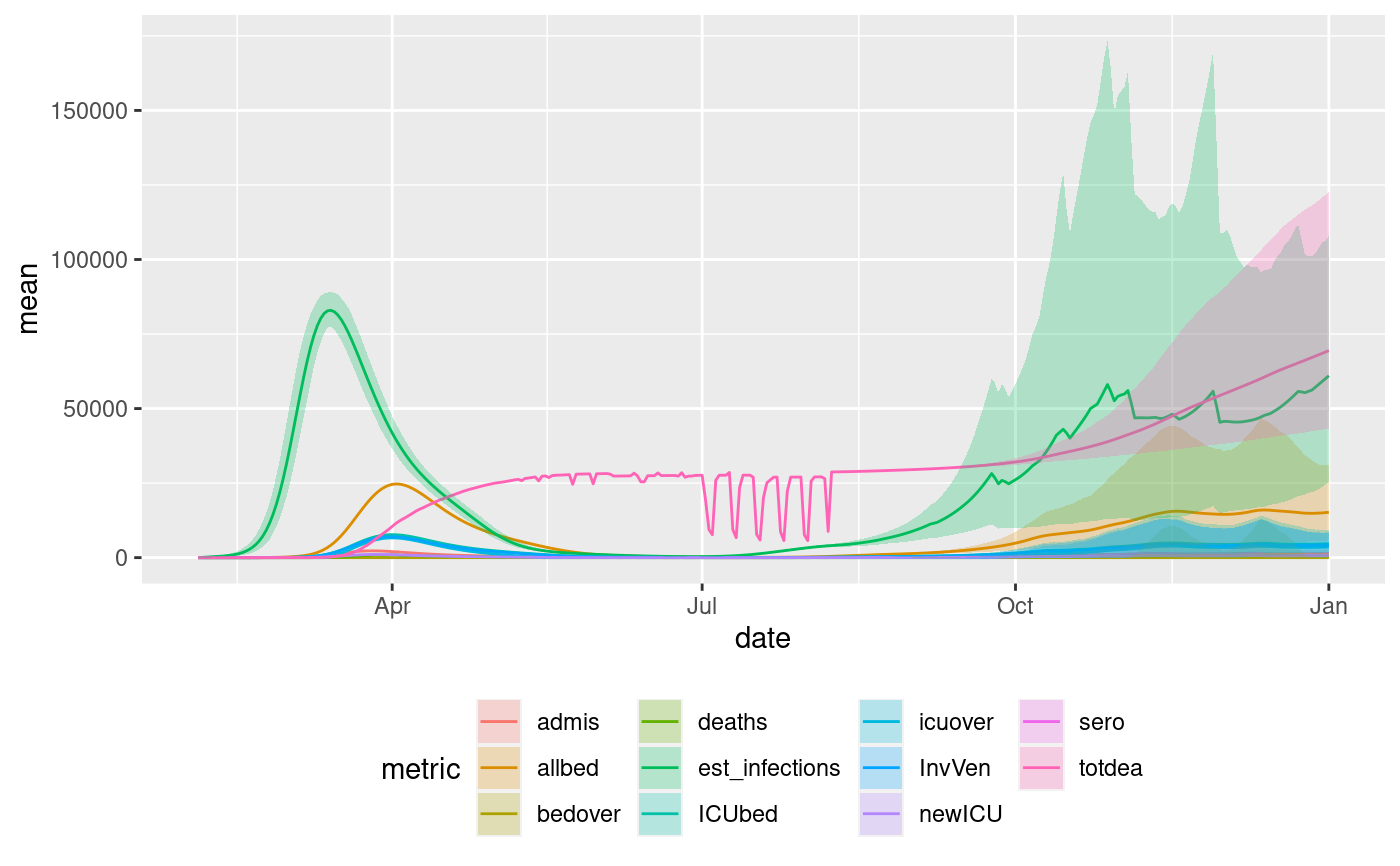 150000
100000
50000
0
mean
Apr
Jul
Oct
Jan
date
metric
admis
deaths
icuover
sero
allbed
est_infections
InvVen
totdea
bedover
ICUbed
newICU